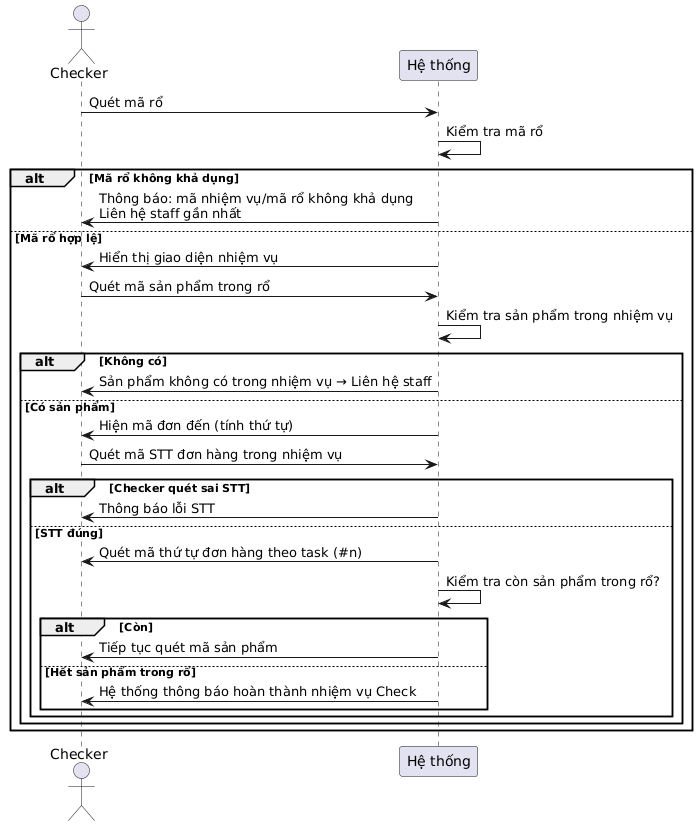 Checker
Hệ thống
Quét mã rổ
Kiểm tra mã rổ
alt [Mã rổ không khả dụng]
Thông báo: mã nhiệm vụ/mã rổ không khả dụng
Liên hệ staff gần nhất
[Mã rổ hợp lệ]
Hiển thị giao diện nhiệm vụ
Quét mã sản phẩm trong rổ
Kiểm tra sản phẩm trong nhiệm vụ
alt [Không có]
Sản phẩm không có trong nhiệm vụ → Liên hệ staff
[Có sản phẩm]
Hiện mã đơn đến (tính thứ tự)
Quét mã STT đơn hàng trong nhiệm vụ
alt [Checker quét sai STT]
Thông báo lỗi STT
[STT đúng]
Quét mã thứ tự đơn hàng theo task (#n)
Kiểm tra còn sản phẩm trong rổ?
alt [Còn]
Tiếp tục quét mã sản phẩm
[Hết sản phẩm trong rổ]
Hệ thống thông báo hoàn thành nhiệm vụ Check
Checker
Hệ thống